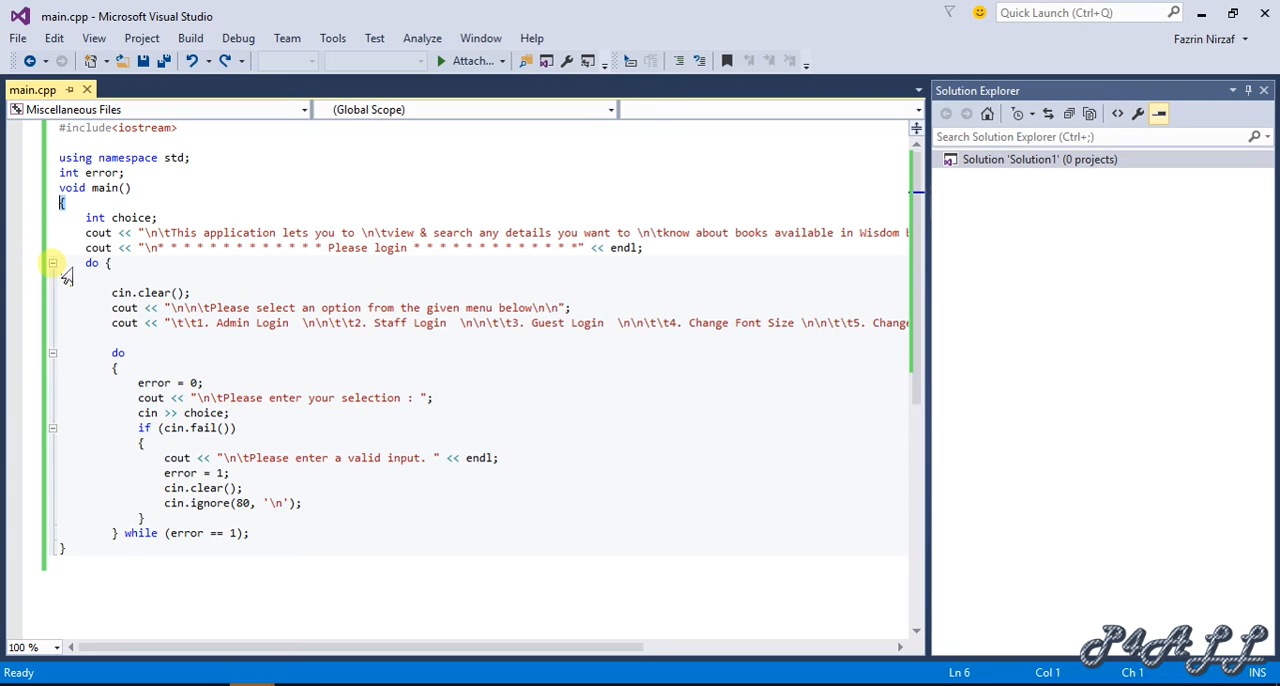 main.cpp - Microsoft Visual Studio
Quick Launch (Ctrl+Q)
File Edit View Project Build Debug Team Tools Test Analyze Window Help
Fazrin Nirzaf
Attach...
main.cpp
Miscellaneous Files
(Global Scope)
#include<iostream>
using namespace std;
int error;
void main()
{
int choice;
cout << "\n\tThis application lets you to \n\tview & search any details you want to \n\tknow about books available in Wisdom b
cout << "\n* * * * * * * * * * * * * Please login * * * * * * * * * * * * *" << endl;
do {
cin.clear();
cout << "\n\n\tPlease select an option from the given menu below\n\n";
cout << "\t\t1. Admin Login  \n\n\t\t2. Staff Login  \n\n\t\t3. Guest Login  \n\n\t\t4. Change Font Size \n\n\t\t5. Change
do
{
error = 0;
cout << "\n\tPlease enter your selection : ";
cin >> choice;
if (cin.fail())
{
cout << "\n\tPlease enter a valid input. " << endl;
error = 1;
cin.clear();
cin.ignore(80, '\n');
}
} while (error == 1);
}
100 %
Solution Explorer
Search Solution Explorer (Ctrl+;)
Solution 'Solution1' (0 projects)
P4ALL
Ready
Ln 6
Col 1
Ch 1
INS